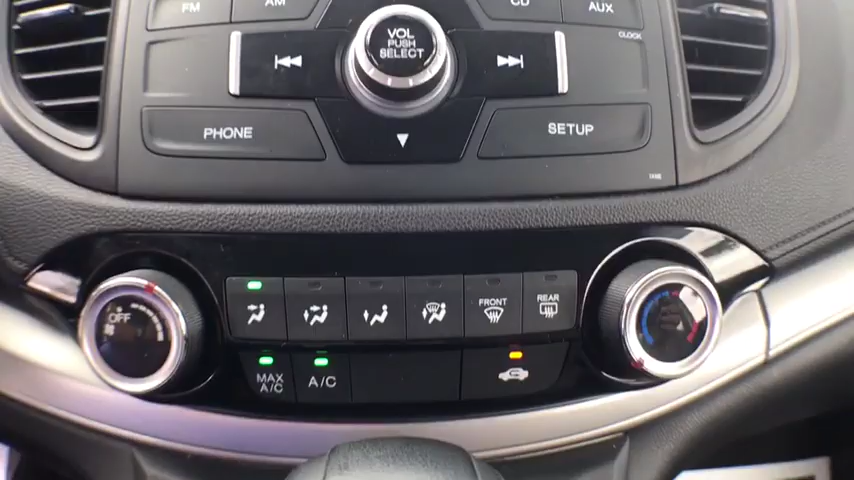 FM AM CD AUX
VOL
PUSH
SELECT
CLOCK
PHONE SETUP
OFF
FRONT REAR
MAX
A/C A/C